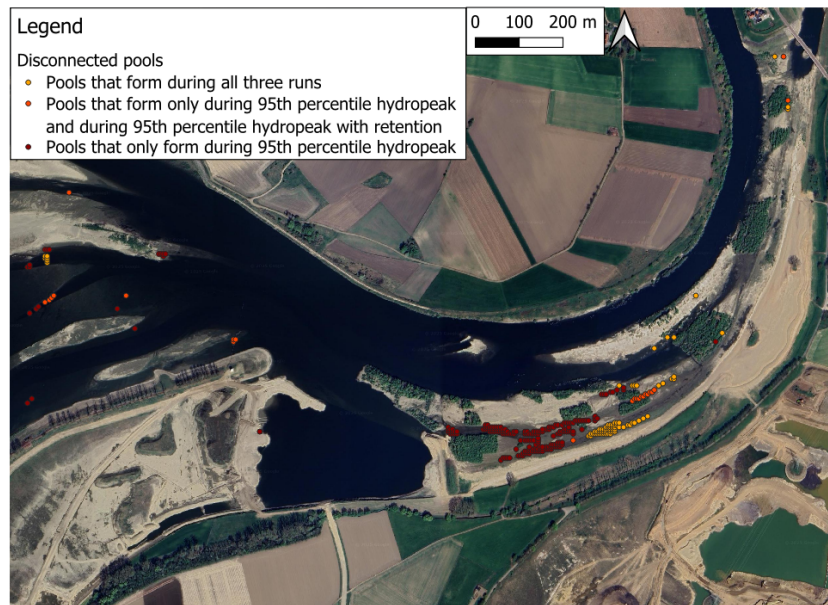 Legend
0 100 200 m
Disconnected pools
Pools that form during all three runs
Pools that form only during 95th percentile hydropeak
and during 95th percentile hydropeak with retention
Pools that only form during 95th percentile hydropeak